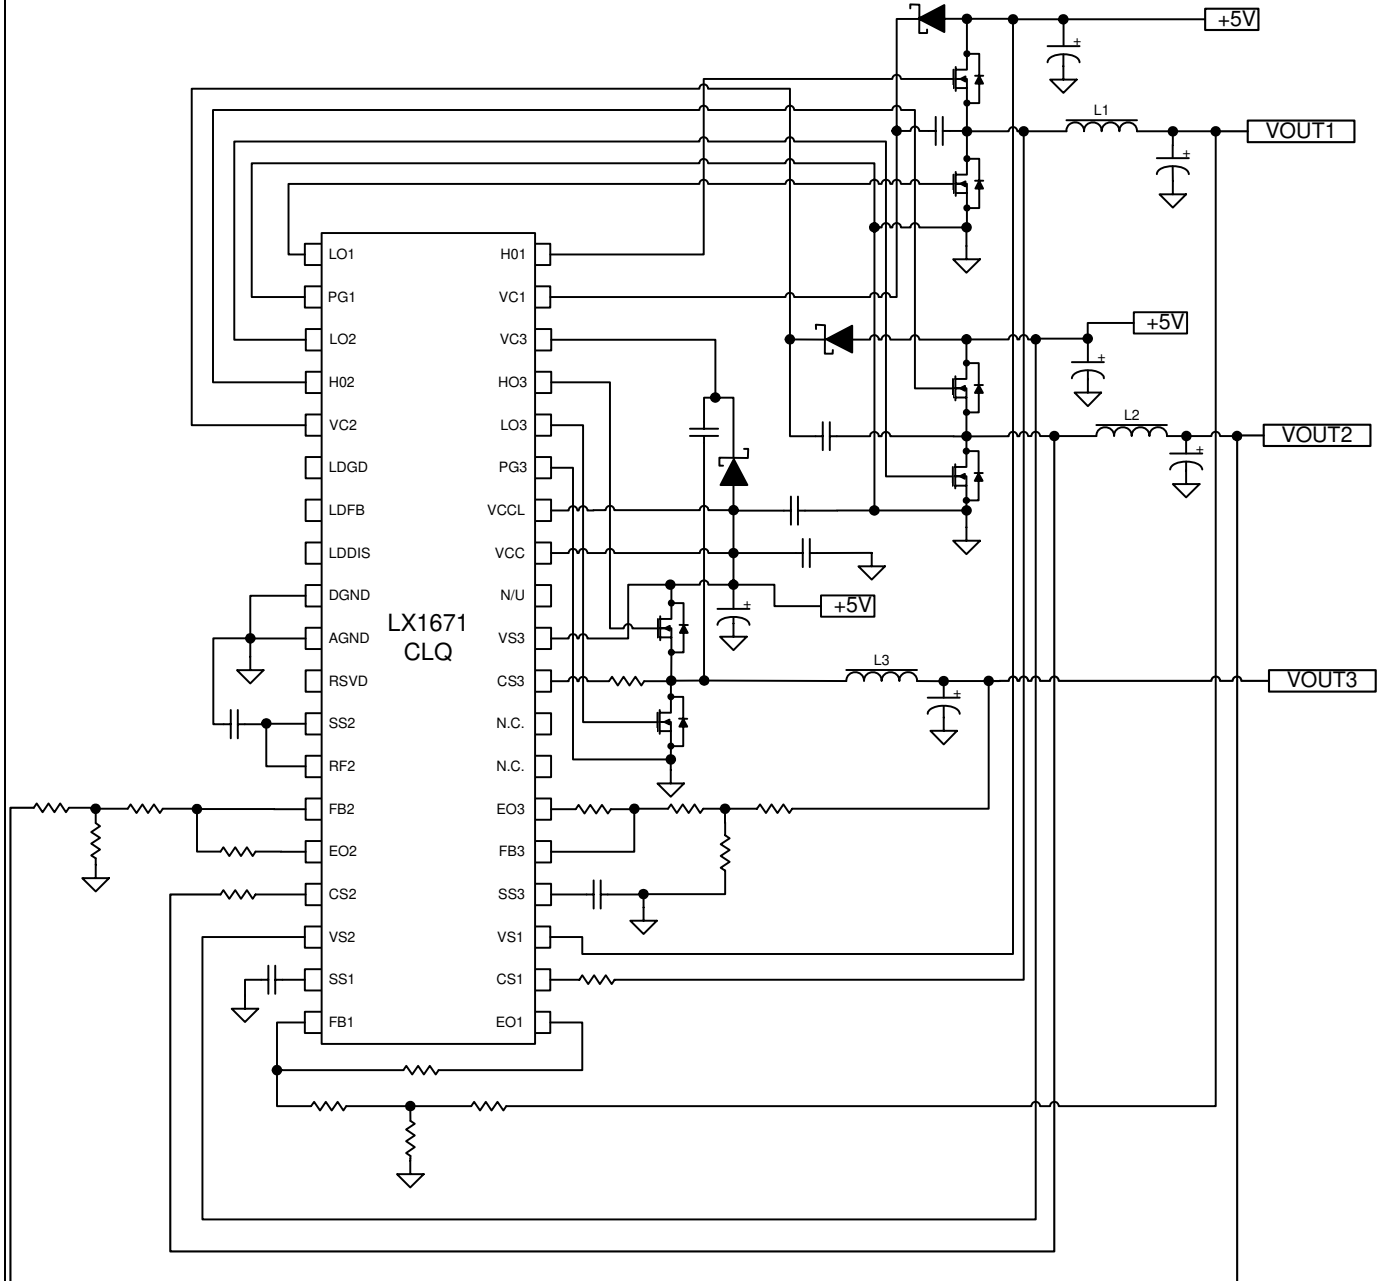 +5V
L1
VOUT1
LO1
H01
PG1
VC1
+5V
LO2
VC3
H02
HO3
L2
VC2
LO3
VOUT2
LDGD
PG3
LDFB
VCCL
LDDIS
VCC
DGND
N/U
+5V
LX1671
CLQ
AGND
VS3
L3
RSVD
CS3
VOUT3
SS2
N.C.
RF2
N.C.
FB2
EO3
EO2
FB3
CS2
SS3
VS2
VS1
SS1
CS1
FB1
EO1